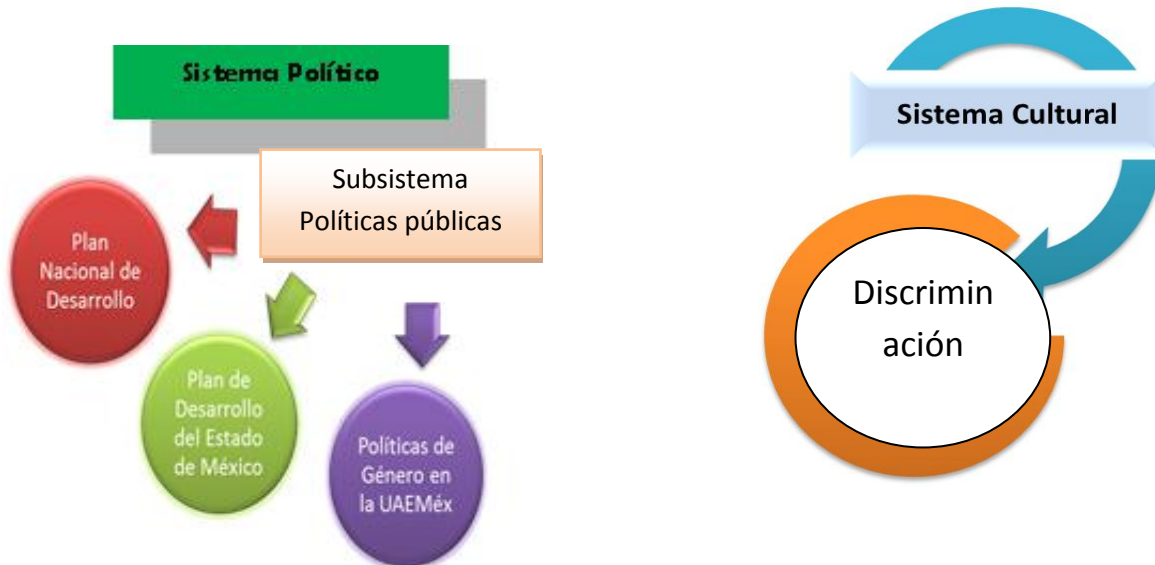 Sistema Político
Subsistema
Políticas públicas
Plan
Nacional de
Desarrollo
Plan de
Desarrollo
del Estado
de México
Políticas de
Género en
la UAEMéx
Sistema Cultural
Discrimin
ación